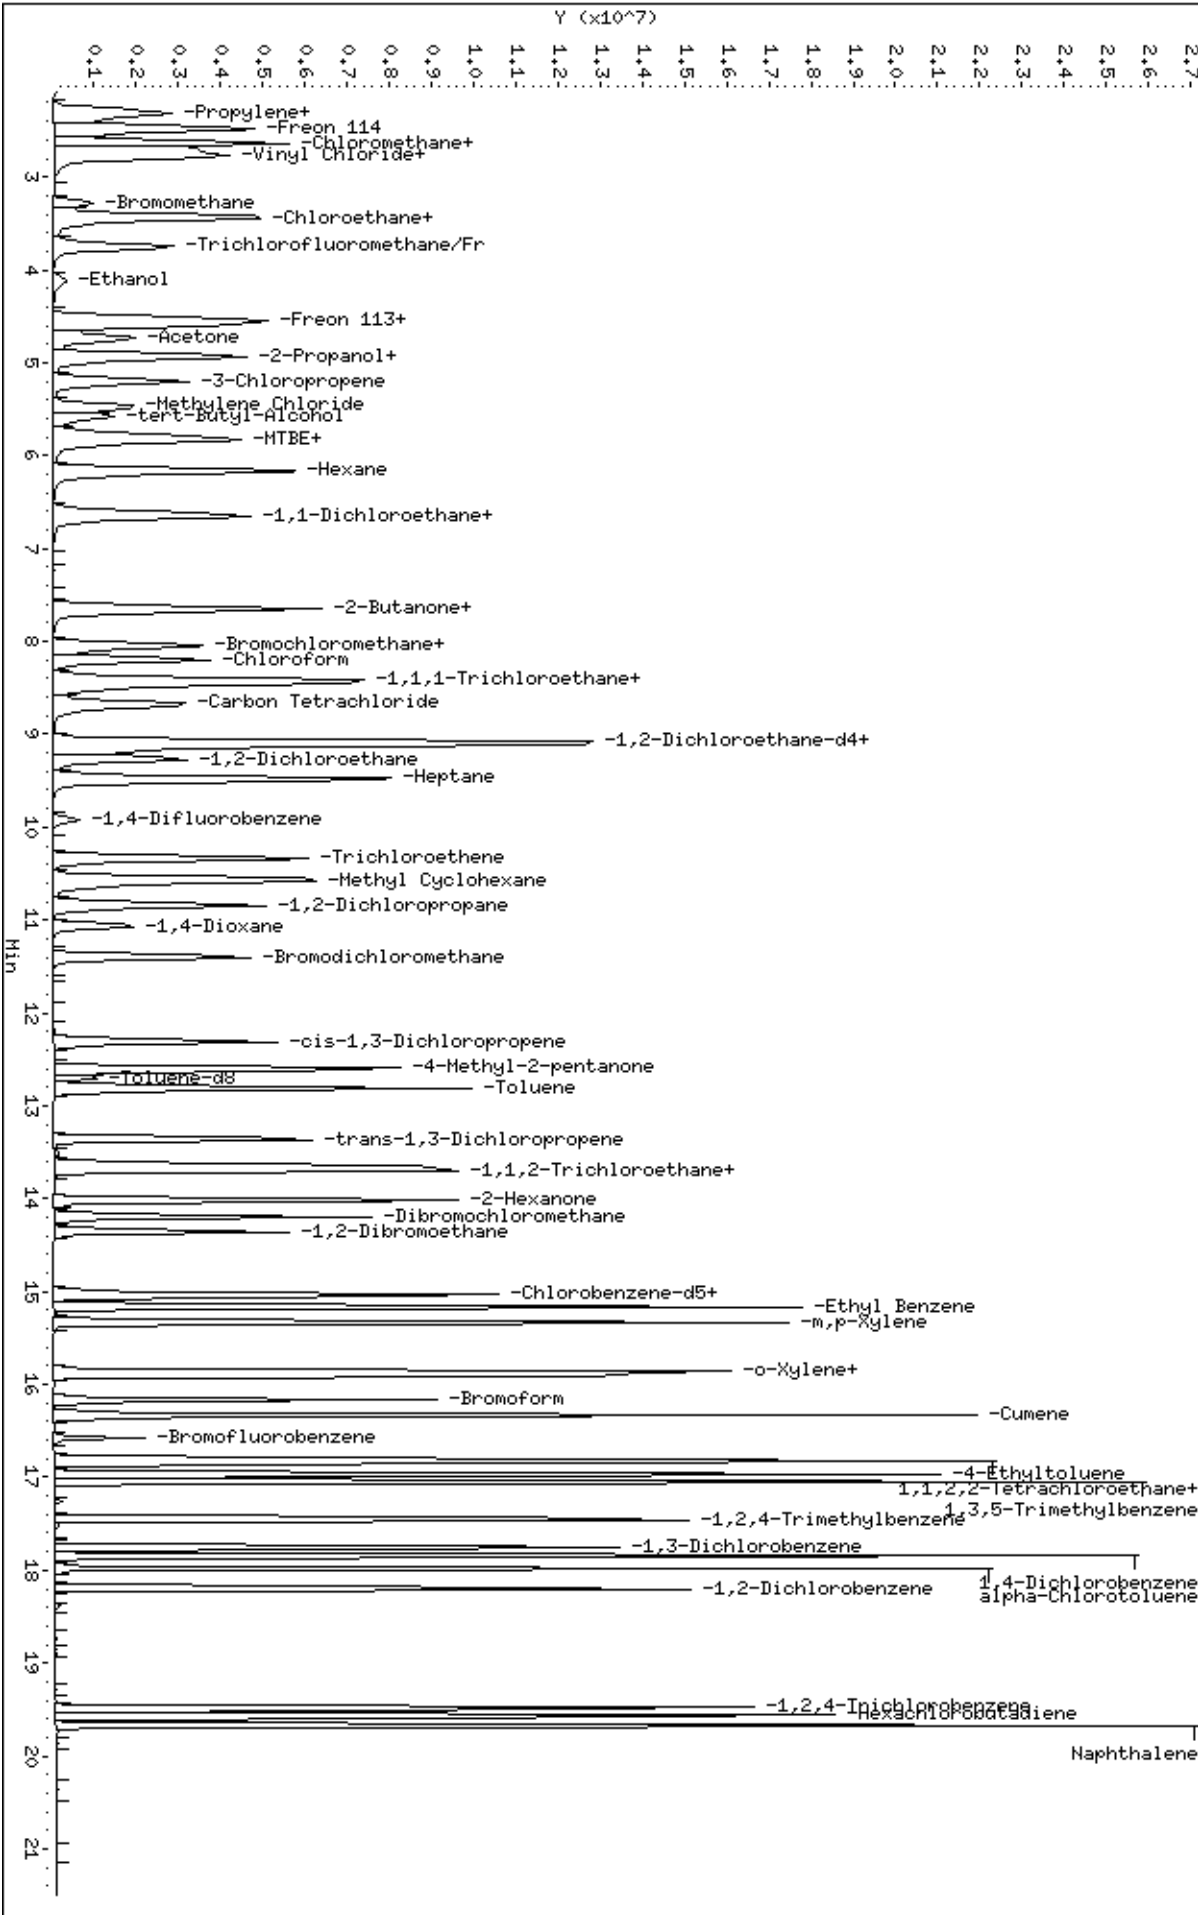 Y (x10^7)
0.1
0.2
0.3
0.4
0.5
0.6
0.7
0.8
0.9
1.0
1.1
1.2
1.3
1.4
1.5
1.6
1.7
1.8
1.9
2.0
2.1
2.2
2.3
2.4
2.5
2.6
2.7
-Propylene+
-Freon 114
-Chloromethane+
-Vinyl Chloride+
3
-Bromomethane
-Chloroethane+
-Trichlorofluoromethane/Fr
4
-Ethanol
-Freon 113+
-Acetone
-2-Propanol+
5
-3-Chloropropene
-Methylene Chloride
-tert-Butyl-Alcohol
-MTBE+
6
-Hexane
-1,1-Dichloroethane+
7
-2-Butanone+
8
-Bromochloromethane+
-Chloroform
-1,1,1-Trichloroethane+
-Carbon Tetrachloride
9
-1,2-Dichloroethane-d4+
-1,2-Dichloroethane
-Heptane
-1,4-Difluorobenzene
10
-Trichloroethene
-Methyl Cyclohexane
-1,2-Dichloropropane
11
-1,4-Dioxane
Min
-Bromodichloromethane
12
-cis-1,3-Dichloropropene
-4-Methyl-2-pentanone
-Toluene-d8
-Toluene
13
-trans-1,3-Dichloropropene
-1,1,2-Trichloroethane+
14
-2-Hexanone
-Dibromochloromethane
-1,2-Dibromoethane
15
-Chlorobenzene-d5+
-Ethyl Benzene
-m,p-Xylene
-o-Xylene+
16
-Bromoform
-Cumene
-Bromofluorobenzene
17
-4-Ethyltoluene
1,1,2,2-Tetrachloroethane+
1,3,5-Trimethylbenzene
-1,2,4-Trimethylbenzene
-1,3-Dichlorobenzene
18
1,4-Dichlorobenzene
-1,2-Dichlorobenzene
alpha-Chlorotoluene
19
-1,2,4-Trichlorobenzene
Hexachlorobutadiene
20
Naphthalene
21